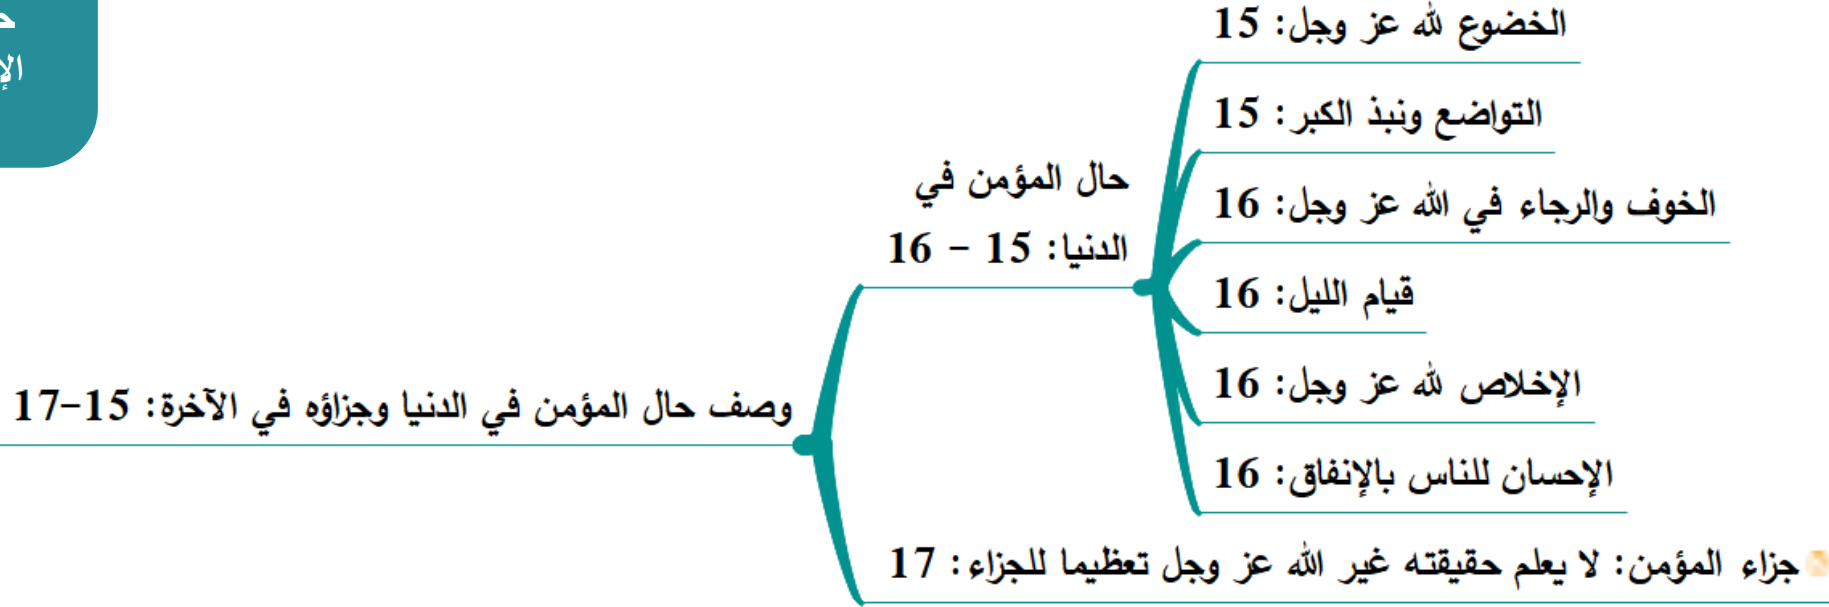 الخضوع لله عز وجل: 15
التواضع ونبذ الكبر: 15
حال المؤمن في
الدنيا: 15 – 16
الخوف والرجاء في الله عز وجل: 16
قيام الليل: 16
الإخلاص لله عز وجل: 16
وصف حال المؤمن في الدنيا وجزاؤه في الآخرة: 15-17
الإحسان للناس بالإنفاق: 16
جزاء المؤمن: لا يعلم حقيقته غير الله عز وجل تعظيما للجزاء: 17